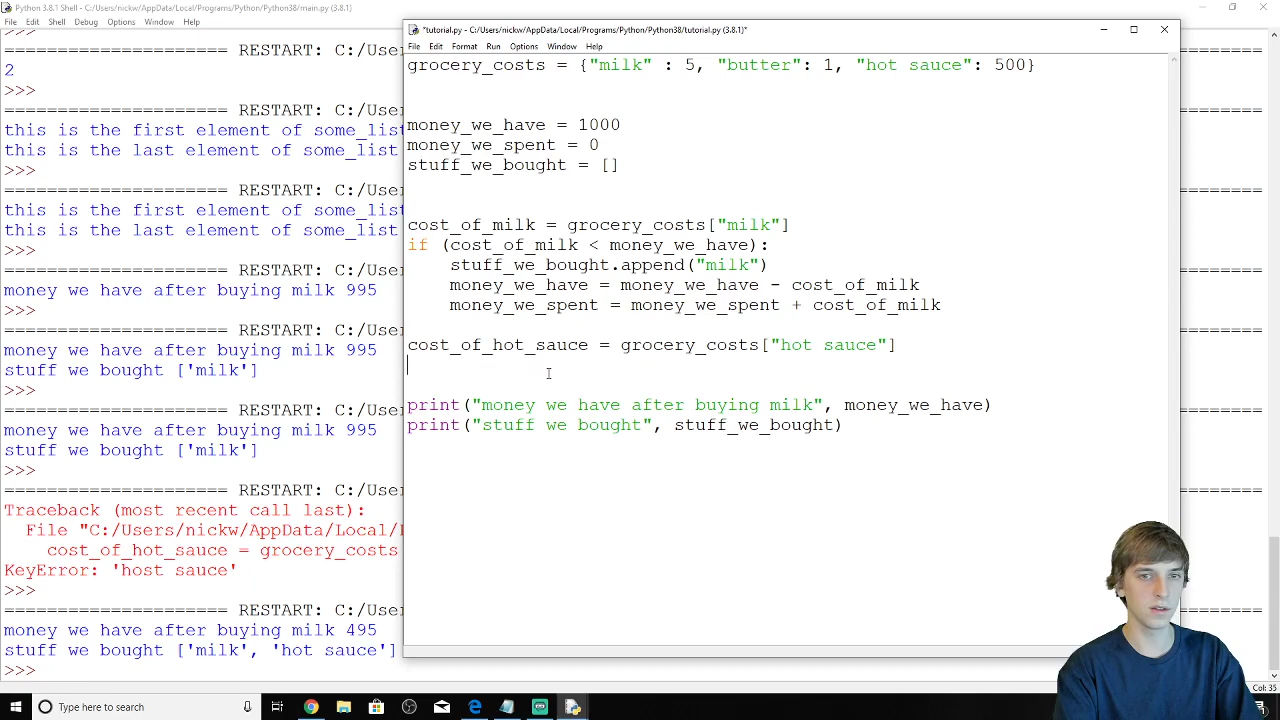 Python 3.8.1 Shell - C:/Users/nickw/AppData/Local/Programs/Python/Python38/main.py (3.8.1)
File Edit Shell Debug Options Window Help
>>>
==================== RESTART: C:/User
2
>>>
==================== RESTART: C:/User
this is the first element of some_list
this is the last element of some_list
>>>
==================== RESTART: C:/User
this is the first element of some_list
this is the last element of some_list
>>>
==================== RESTART: C:/User
money we have after buying milk 995
>>>
==================== RESTART: C:/User
money we have after buying milk 995
stuff we bought ['milk']
>>>
==================== RESTART: C:/User
money we have after buying milk 995
stuff we bought ['milk']
>>>
==================== RESTART: C:/User
Traceback (most recent call last):
File "C:/Users/nickw/AppData/Local/
cost_of_hot_sauce = grocery_costs
KeyError: 'host sauce'
>>>
==================== RESTART: C:/User
money we have after buying milk 495
stuff we bought ['milk', 'hot sauce']
>>>
*tutorial.py - C:/Users/nickw/AppData/Local/Programs/Python/Python38/tutorial.py (3.8.1)*
File Edit Format Run Options Window Help
grocery_costs = {"milk" : 5, "butter": 1, "hot sauce": 500}
money_we_have = 1000
money_we_spent = 0
stuff_we_bought = []
cost_of_milk = grocery_costs["milk"]
if (cost_of_milk < money_we_have):
stuff_we_bought.append("milk")
money_we_have = money_we_have - cost_of_milk
money_we_spent = money_we_spent + cost_of_milk
cost_of_hot_sauce = grocery_costs["hot sauce"]
print("money we have after buying milk", money_we_have)
print("stuff we bought", stuff_we_bought)
Col: 35
Type here to search